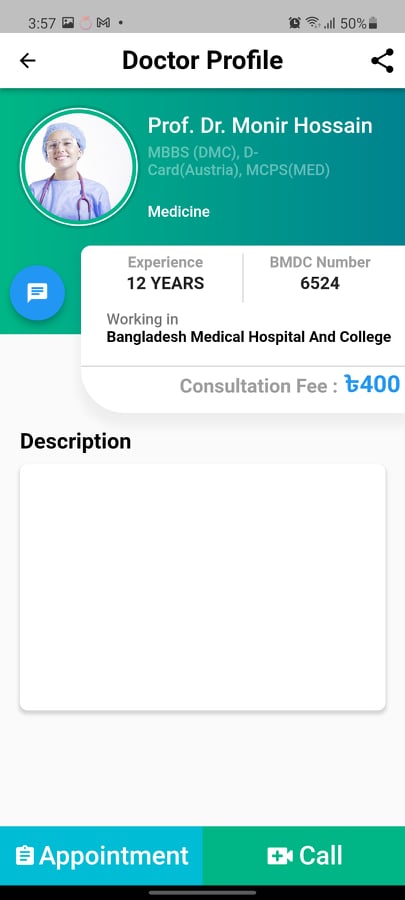 3:57
50%
Doctor Profile
Prof. Dr. Monir Hossain
MBBS (DMC), D-
Card(Austria), MCPS(MED)
Medicine
Experience
12 YEARS
BMDC Number
6524
Working in
Bangladesh Medical Hospital And College
Consultation Fee : ৳400
Description
Appointment
Call